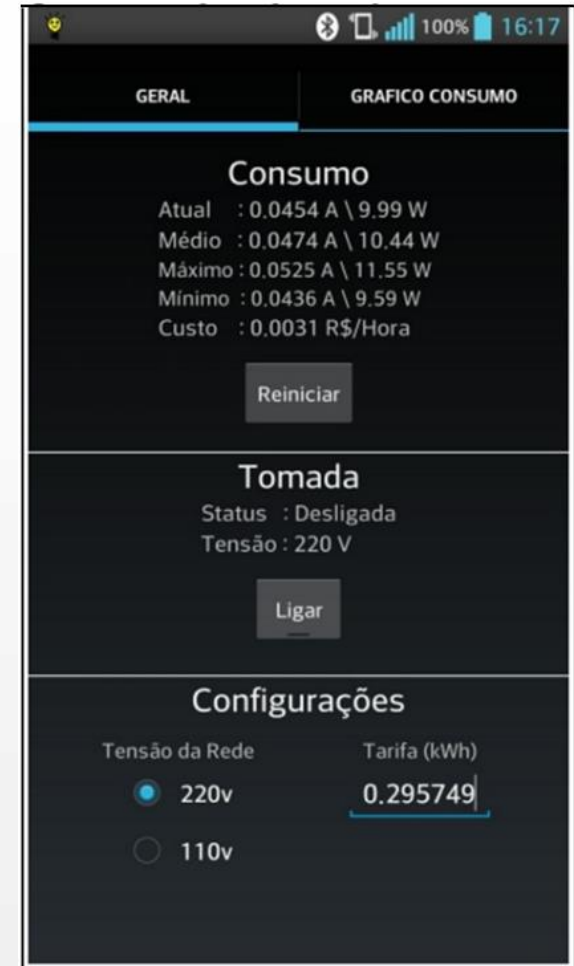 100% 16:17
GERAL GRAFICO CONSUMO
Consumo
Atual : 0.0454 A \ 9.99 W
Médio : 0.0474 A \ 10.44 W
Máximo : 0.0525 A \ 11.55 W
Mínimo : 0.0436 A \ 9.59 W
Custo : 0.0031 R$/Hora
Reiniciar
Tomada
Status : Desligada
Tensão : 220 V
Ligar
Configurações
Tensão da Rede Tarifa (kWh)
220v 0.295749
110v